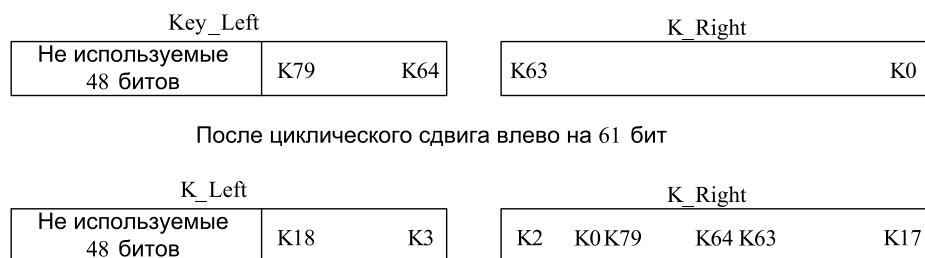 Key_Left K_Right
Не используемые
48 битов K79 K64 K63 K0
После циклического сдвига влево на 61 бит
K_Left K_Right
Не используемые
48 битов K18 K3 K2 K0 K79 K64 K63 K17